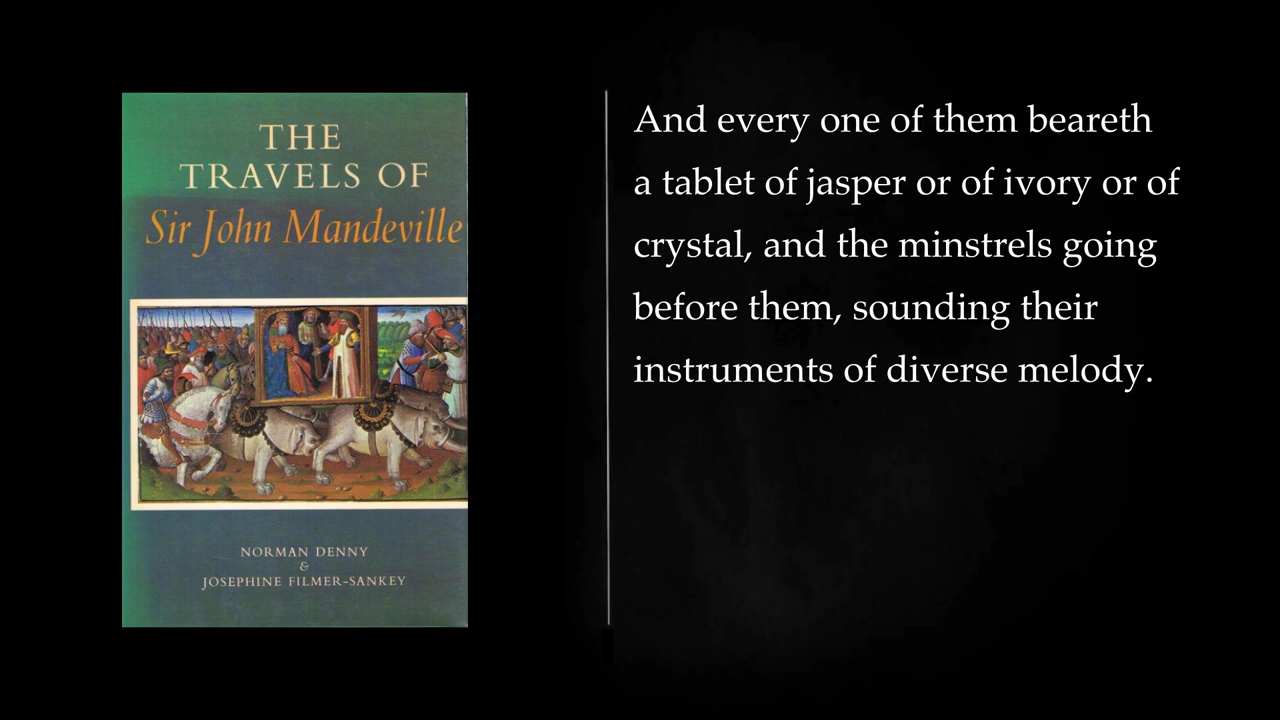 THE
TRAVELS OF
Sir John Mandeville
NORMAN DENNY
&
JOSEPHINE FILMER-SANKEY
And every one of them beareth
a tablet of jasper or of ivory or of
crystal, and the minstrels going
before them, sounding their
instruments of diverse melody.